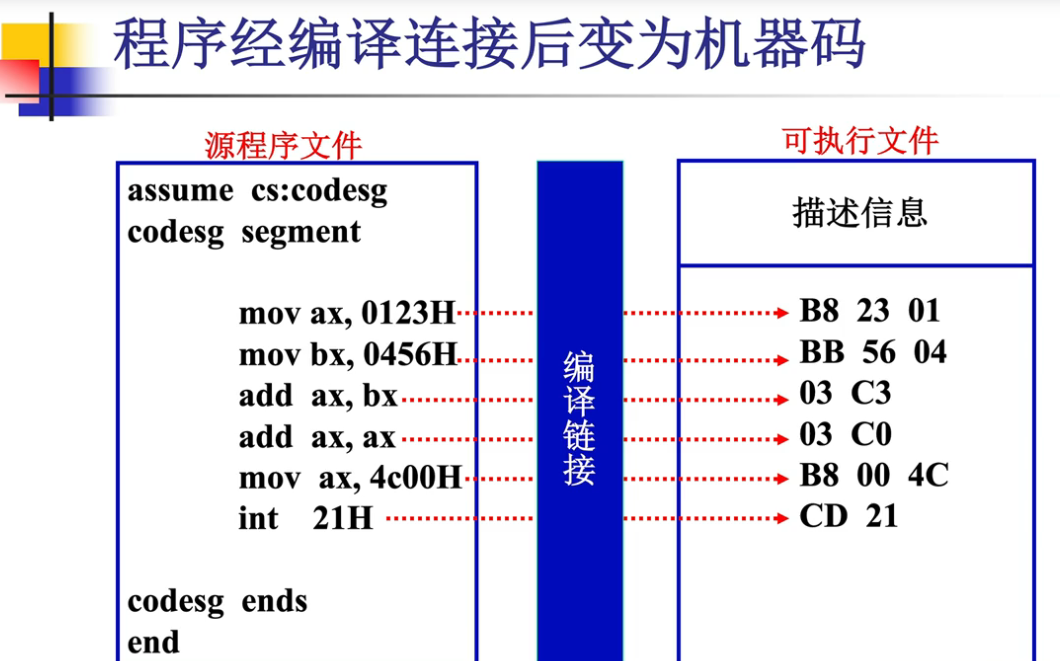 程序经编译连接后变为机器码
源程序文件
assume cs:codesg
codesg segment
mov ax, 0123H
mov bx, 0456H
add ax, bx
add ax, ax
mov ax, 4c00H
int 21H
codesg ends
end
编译链接
可执行文件
描述信息
B8 23 01
BB 56 04
03 C3
03 C0
B8 00 4C
CD 21